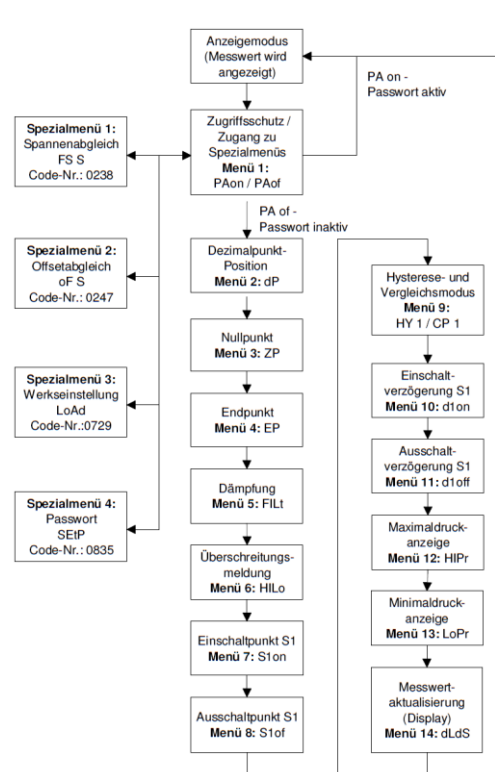 Anzeigemodus
(Messwert wird
angezeigt)
PA on -
Passwort aktiv
Zugriffsschutz /
Zugang zu
Spezialmenüs
Menü 1:
PAon / PAof
Spezialmenü 1:
Spannenabgleich
FS S
Code-Nr.: 0238
PA of -
Passwort inaktiv
Spezialmenü 2:
Offsetabgleich
oF S
Code-Nr.: 0247
Spezialmenü 3:
Werkseinstellung
LoAd
Code-Nr.:0729
Spezialmenü 4:
Passwort
SEtP
Code-Nr.: 0835
Dezimalpunkt-
Position
Menü 2: dP
Nullpunkt
Menü 3: ZP
Endpunkt
Menü 4: EP
Dämpfung
Menü 5: FILt
Überschreitungs-
meldung
Menü 6: HILo
Einschaltpunkt S1
Menü 7: S1on
Ausschaltpunkt S1
Menü 8: S1of
Hysterese- und
Vergleichsmodus
Menü 9:
HY 1 / CP 1
Einschalt-
verzögerung S1
Menü 10: d1on
Ausschalt-
verzögerung S1
Menü 11: d1off
Maximaldruck-
anzeige
Menü 12: HIPr
Minimaldruck-
anzeige
Menü 13: LoPr
Messwert-
aktualisierung
(Display)
Menü 14: dLdS